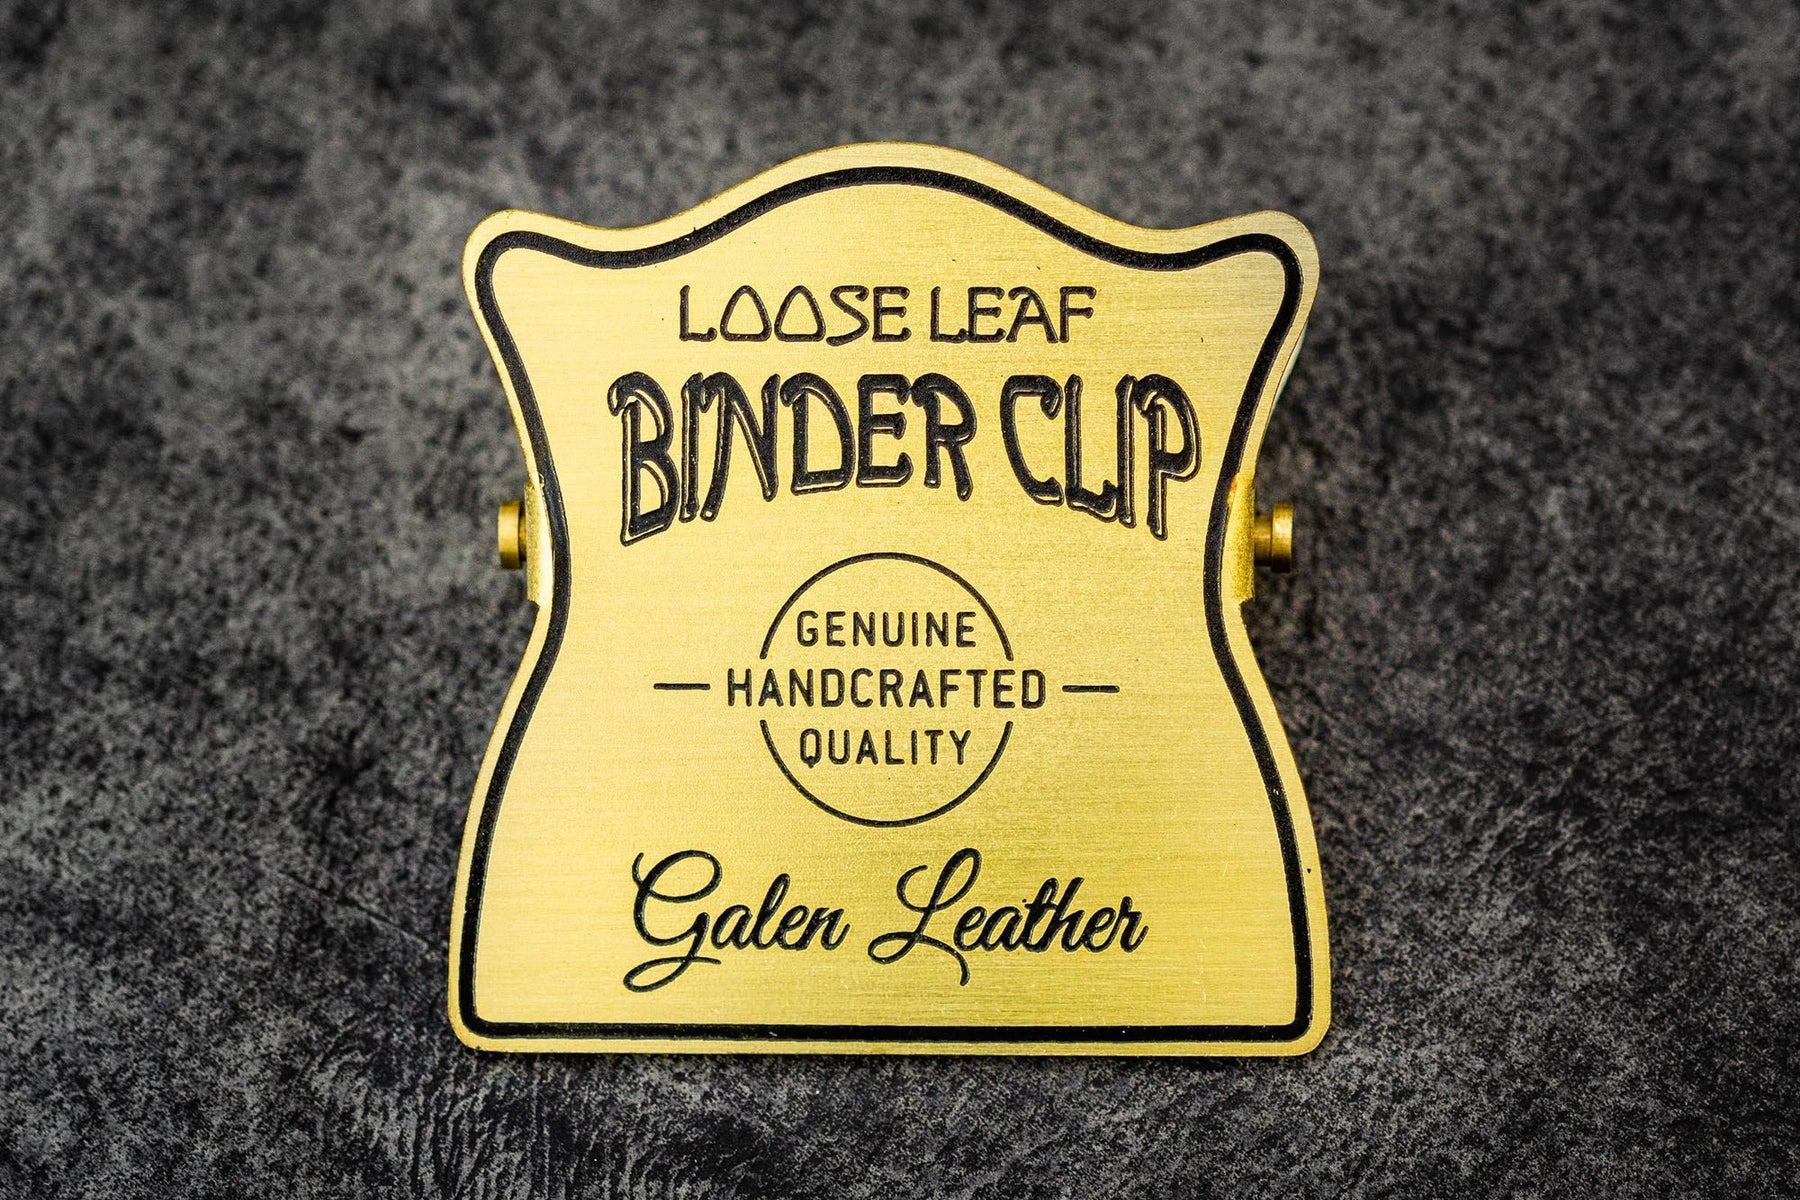 LOOSE LEAF
BINDER CLIP
GENUINE
— HANDCRAFTED —
QUALITY
Galen Leather